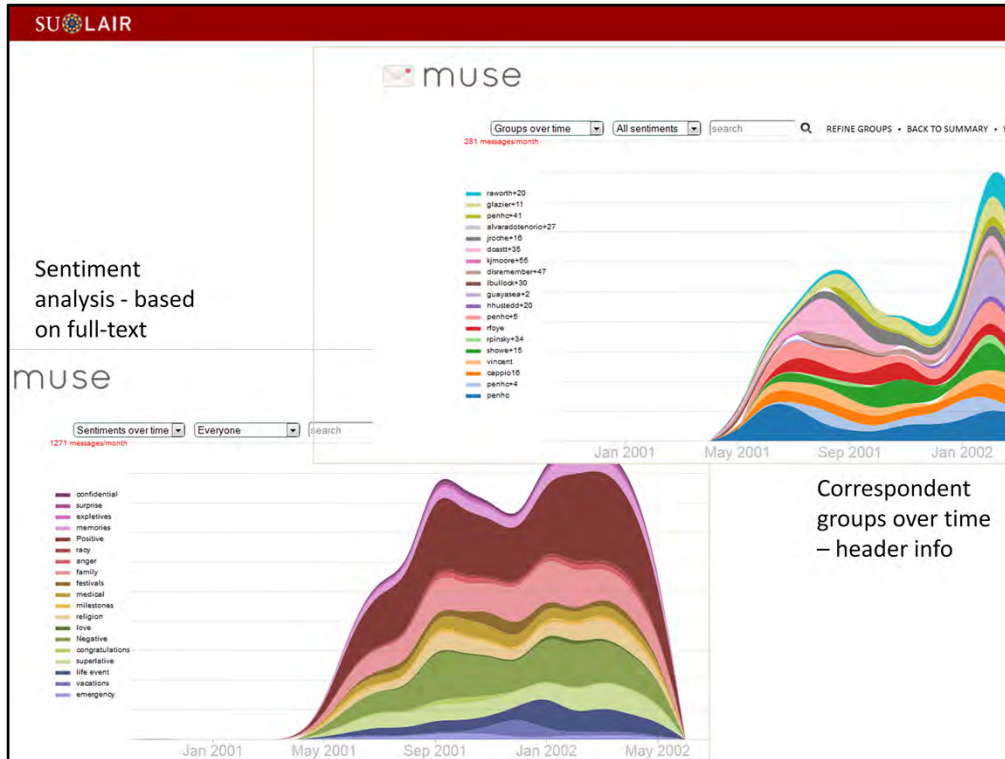 SU LAIR
muse
Groups over time
All sentiments
search
REFINE GROUPS • BACK TO SUMMARY •
281 messages/month
raworth+20
glazier+11
penhc+41
alvaradotenorio+27
jroche+16
dcastt+35
kjmoore+55
disremember+47
lbullock+30
guayasea+2
hhustedd+20
penhc+5
rfoye
rpinsky+34
showe+15
vincent
cappio16
penhc+4
penhc
Jan 2001 May 2001 Sep 2001 Jan 2002
Sentiment
analysis - based
on full-text
muse
Sentiments over time
Everyone
search
1271 messages/month
confidential
surprise
expletives
memories
Positive
racy
anger
family
festivals
medical
milestones
religion
love
Negative
congratulations
superlative
life event
vacations
emergency
Jan 2001 May 2001 Sep 2001 Jan 2002 May 2002
Correspondent
groups over time
– header info